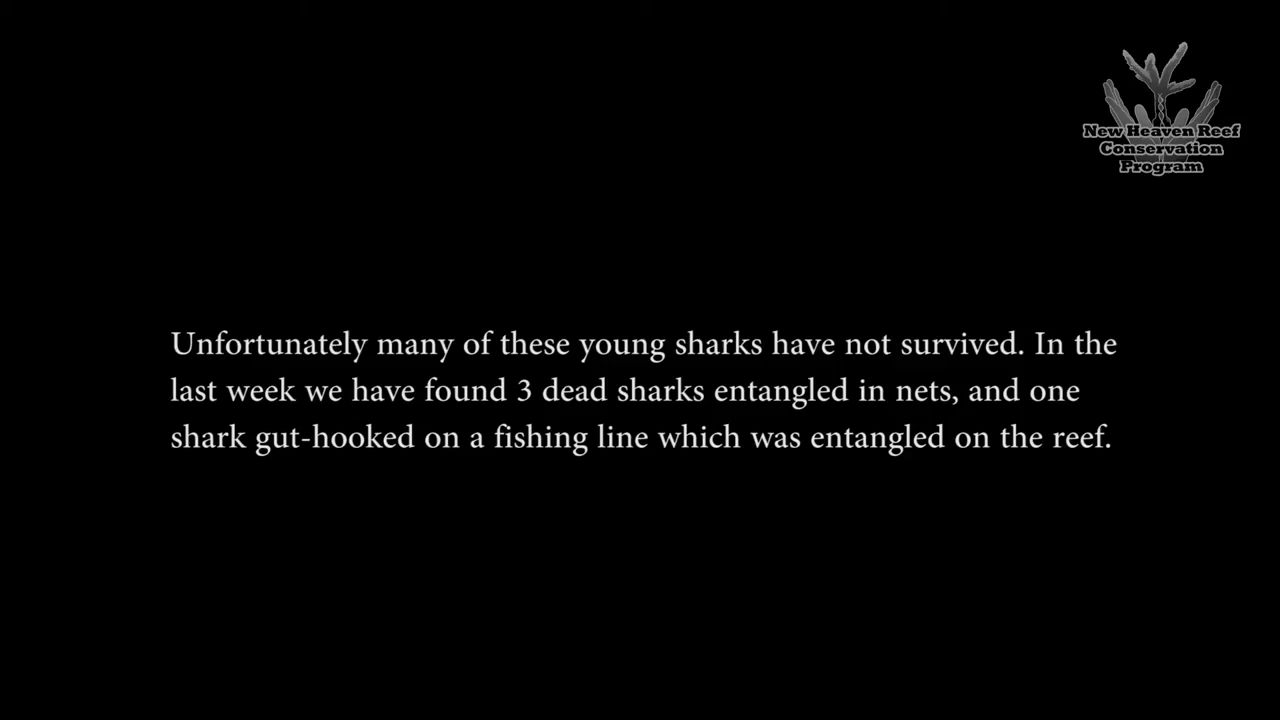 New Heaven Reef
Conservation
Program
Unfortunately many of these young sharks have not survived. In the
last week we have found 3 dead sharks entangled in nets, and one
shark gut-hooked on a fishing line which was entangled on the reef.